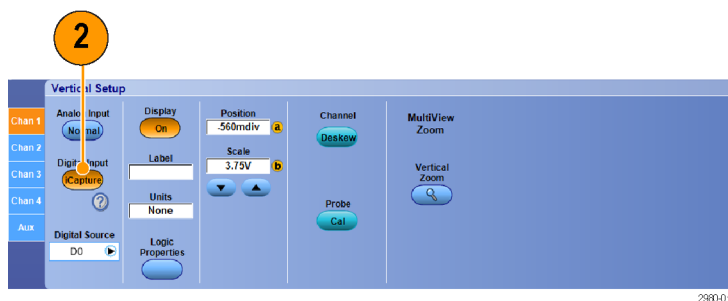 2
Vertical Setup
Chan 1
Chan 2
Chan 3
Chan 4
Aux
Analog Input
Normal
Digital Input
iCapture
?
Digital Source
D0
Display
On
Label
Units
None
Logic
Properties
Position
-560mdiv
a
Scale
3.75V
b
Channel
Deskew
Probe
Cal
MultiView
Zoom
Vertical
Zoom